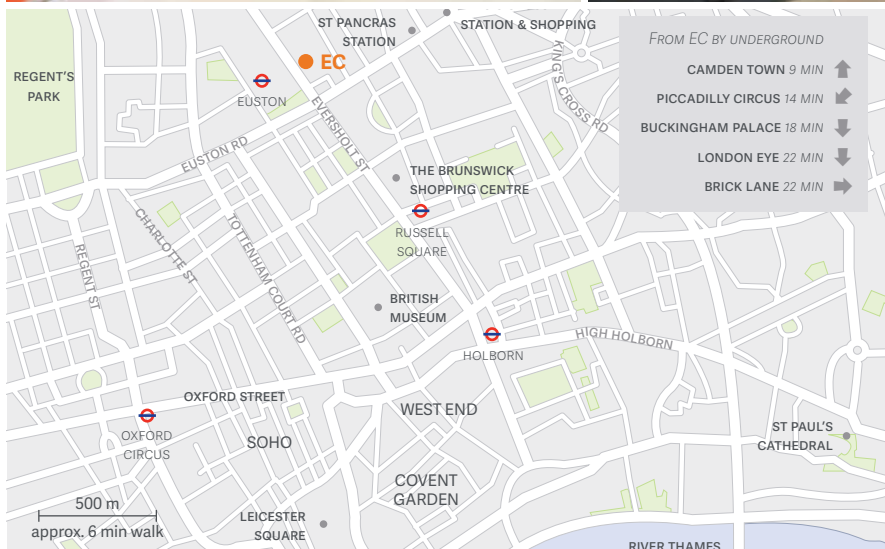 ST PANCRAS
STATION
STATION & SHOPPING
FROM EC BY UNDERGROUND
CAMDEN TOWN 9 MIN
PICCADILLY CIRCUS 14 MIN
BUCKINGHAM PALACE 18 MIN
LONDON EYE 22 MIN
BRICK LANE 22 MIN
KING'S CROSS RD
REGENT'S
PARK
EC
EUSTON
EVERSHOLT ST
EUSTON RD
THE BRUNSWICK
SHOPPING CENTRE
RUSSELL
SQUARE
CHARLOTTE ST
TOTTENHAM COURT RD
REGENT ST
BRITISH
MUSEUM
HOLBORN
HIGH HOLBORN
OXFORD STREET
WEST END
OXFORD
CIRCUS
SOHO
ST PAUL'S
CATHEDRAL
COVENT
GARDEN
500 m
approx. 6 min walk
LEICESTER
SQUARE
RIVER THAMES